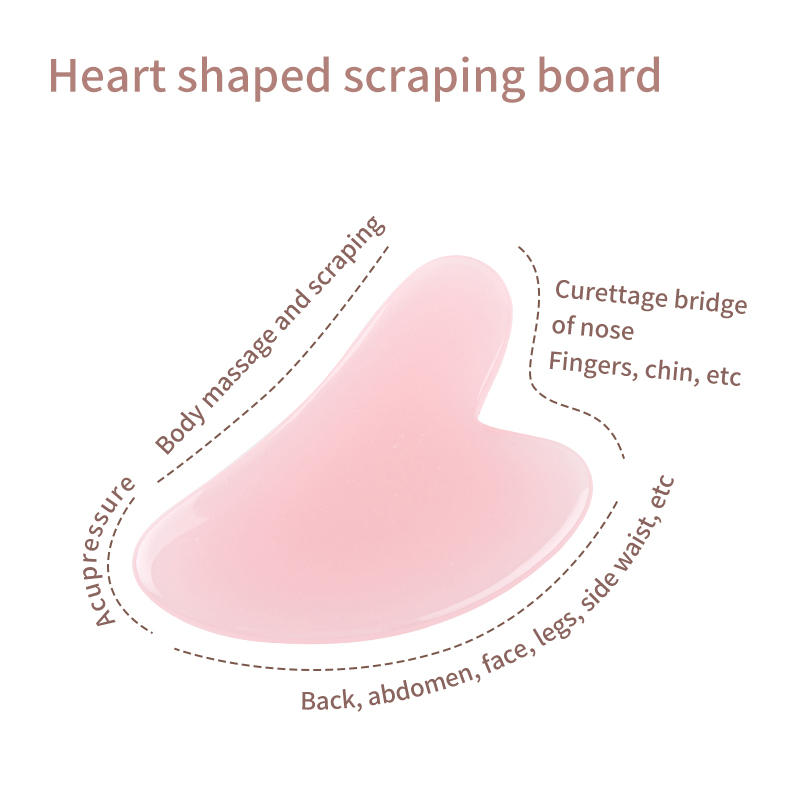 Heart shaped scraping board
Body massage and scraping
Curettage bridge
of nose
Fingers, chin, etc
Acupressure
Back, abdomen, face, legs, side waist, etc